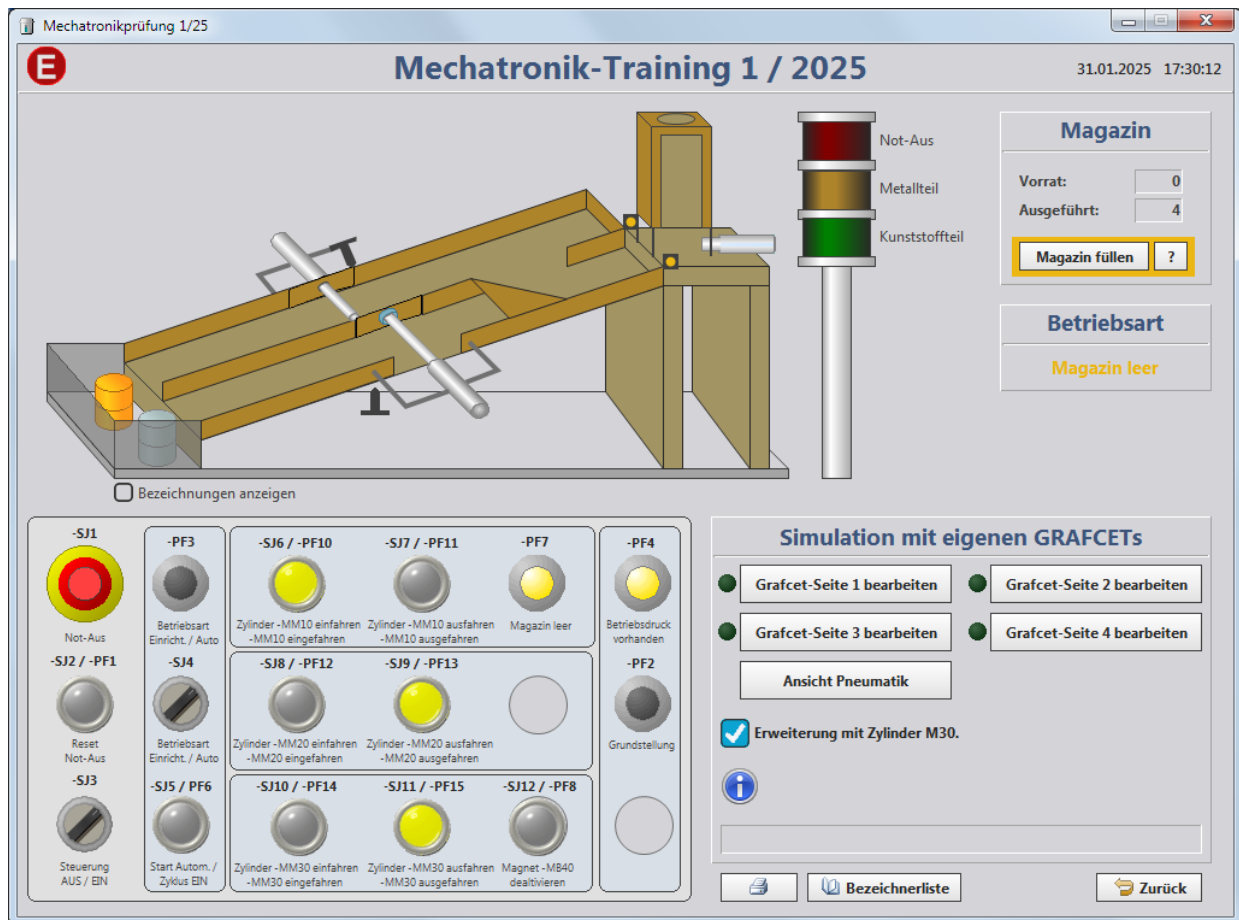 Mechatronikprüfung 1/25
E
Mechatronik-Training 1 / 2025
31.01.2025 17:30:12
Not-Aus
Metallteil
Kunststoffteil
Magazin
Vorrat: 0
Ausgeführt: 4
Magazin füllen ?
Betriebsart
Magazin leer
Bezeichnungen anzeigen
-SJ1
Not-Aus
-SJ2 / -PF1
Reset
Not-Aus
-SJ3
Steuerung
AUS / EIN
-PF3
Betriebsart
Einricht. / Auto
-SJ4
Betriebsart
Einricht. / Auto
-SJ5 / PF6
Start Autom. /
Zyklus EIN
-SJ6 / -PF10
Zylinder -MM10 einfahren
-MM10 eingefahren
-SJ7 / -PF11
Zylinder -MM10 ausfahren
-MM10 ausgefahren
-PF7
Magazin leer
-SJ8 / -PF12
Zylinder -MM20 einfahren
-MM20 eingefahren
-SJ9 / -PF13
Zylinder -MM20 ausfahren
-MM20 ausgefahren
-SJ10 / -PF14
Zylinder -MM30 einfahren
-MM30 eingefahren
-SJ11 / -PF15
Zylinder -MM30 ausfahren
-MM30 ausgefahren
-SJ12 / -PF8
Magnet -MB40
dealtivieren
-PF4
Betriebsdruck
vorhanden
-PF2
Grundstellung
Simulation mit eigenen GRAFCETs
Grafcet-Seite 1 bearbeiten
Grafcet-Seite 2 bearbeiten
Grafcet-Seite 3 bearbeiten
Grafcet-Seite 4 bearbeiten
Ansicht Pneumatik
Erweiterung mit Zylinder M30.
Bezeichnerliste
Zurück